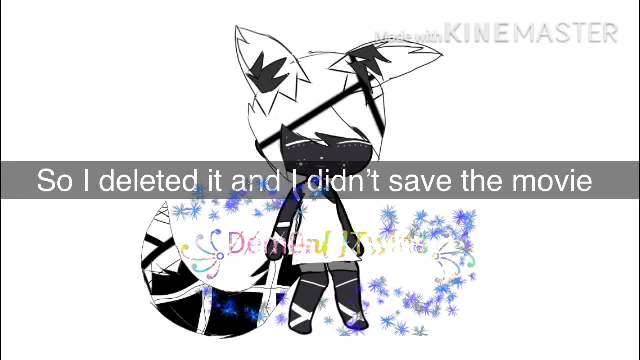 Made with KINEMASTER
So I deleted it and I didn't save the movie